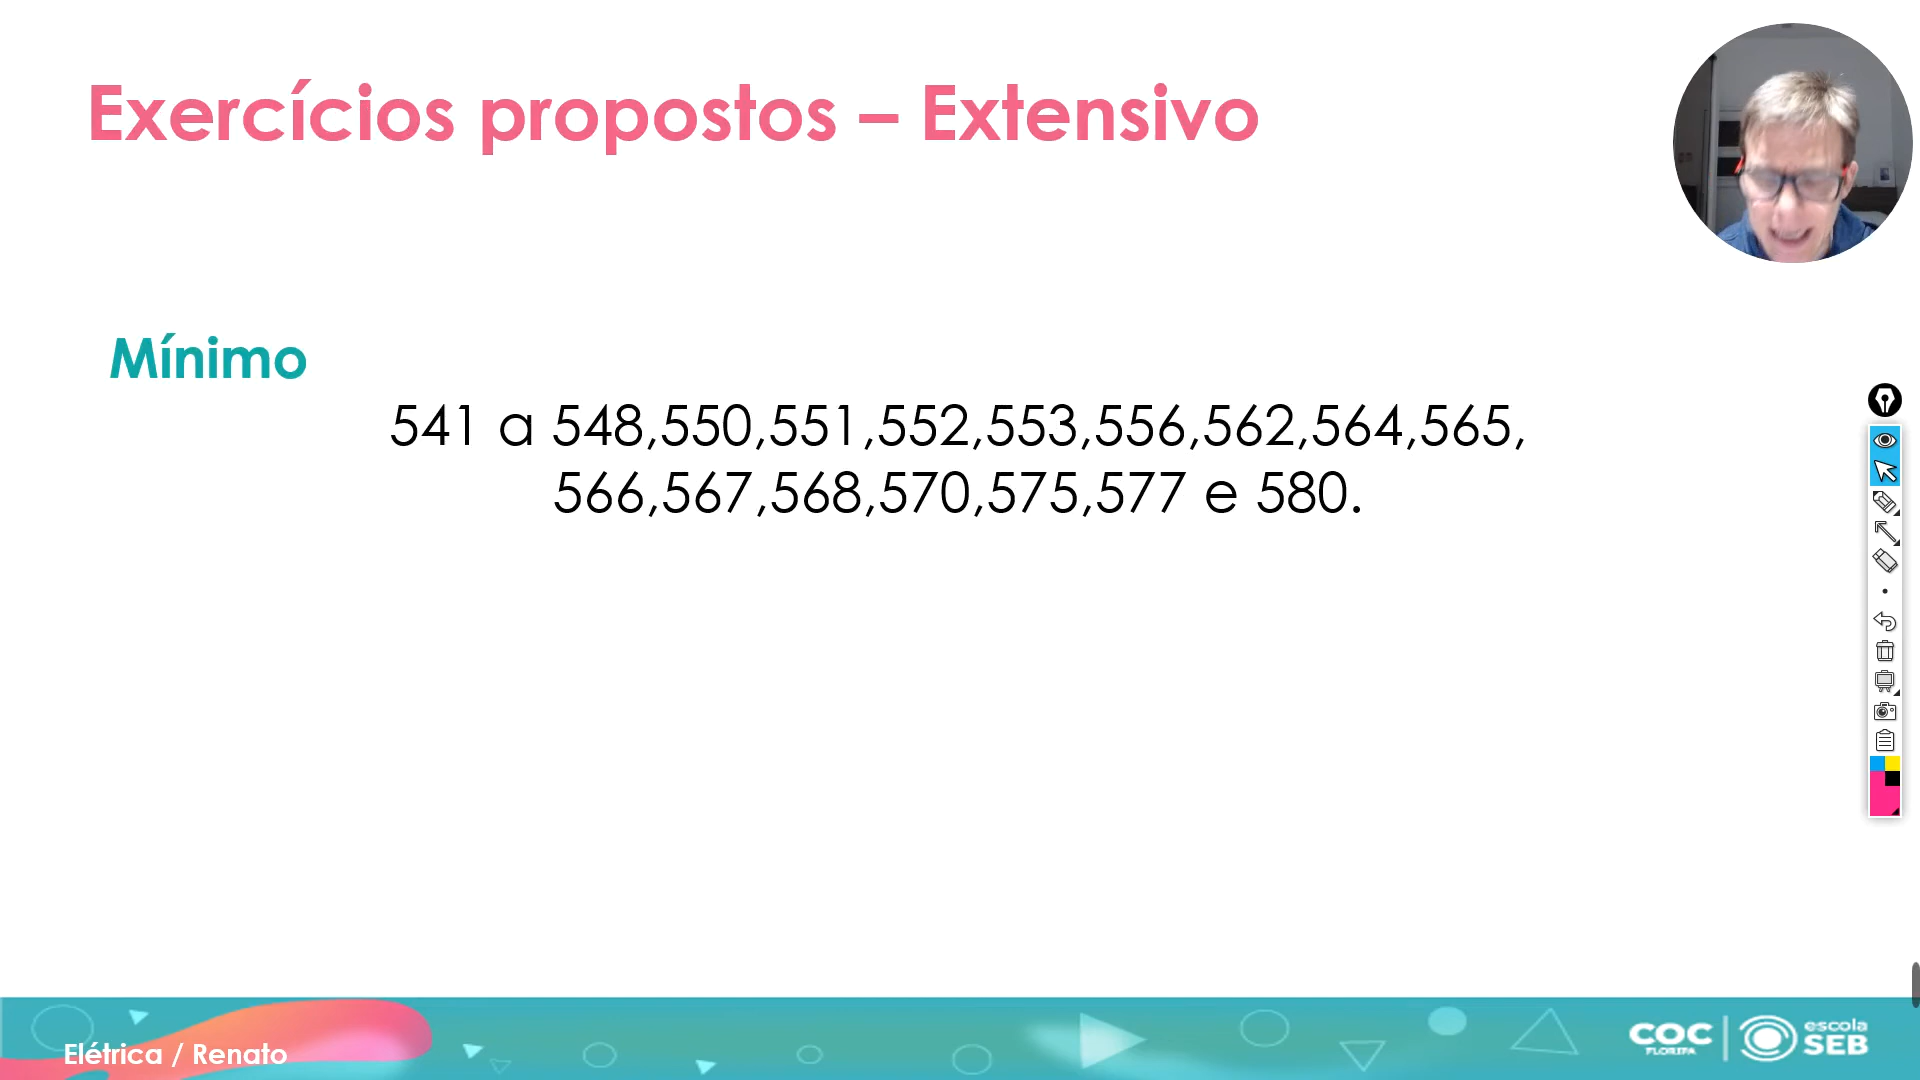 Exercícios propostos – Extensivo
Mínimo
541 a 548,550,551,552,553,556,562,564,565,
566,567,568,570,575,577 e 580.
Elétrica / Renato
COC
FLORIPA
escola
SEB